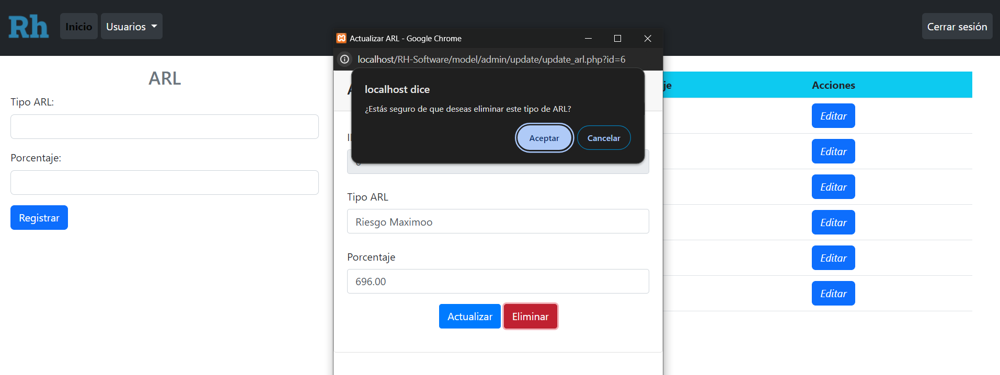 Rh
Inicio
Usuarios
Cerrar sesión
Actualizar ARL - Google Chrome
localhost/RH-Software/model/admin/update/update_arl.php?id=6
localhost dice
¿Estás seguro de que deseas eliminar este tipo de ARL?
Aceptar
Cancelar
ARL
Tipo ARL:
Porcentaje:
Registrar
Tipo ARL
Riesgo Maximoo
Porcentaje
696.00
Actualizar
Eliminar
je
Acciones
Editar
Editar
Editar
Editar
Editar
Editar